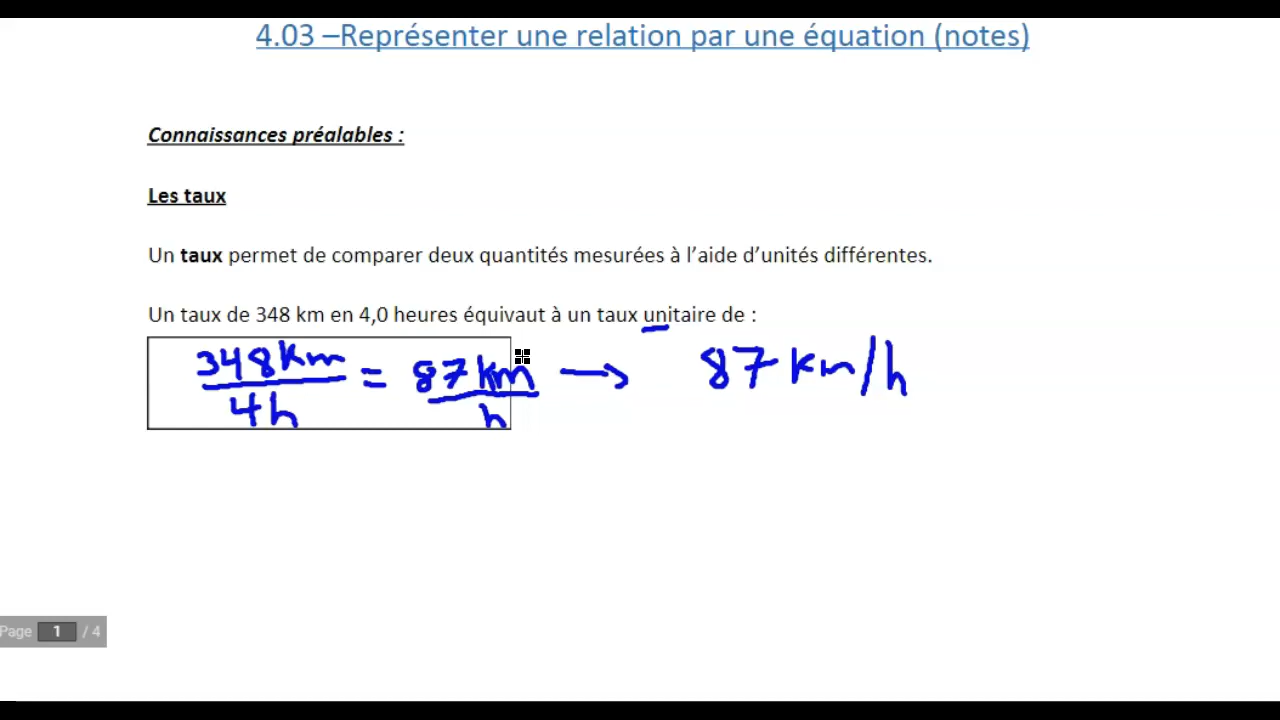 4.03 –Représenter une relation par une équation (notes)
Connaissances préalables :
Les taux
Un taux permet de comparer deux quantités mesurées à l’aide d’unités différentes.
Un taux de 348 km en 4,0 heures équivaut à un taux unitaire de :
348 km / 4h = 87 km / h → 87 km/h
Page 1 / 4